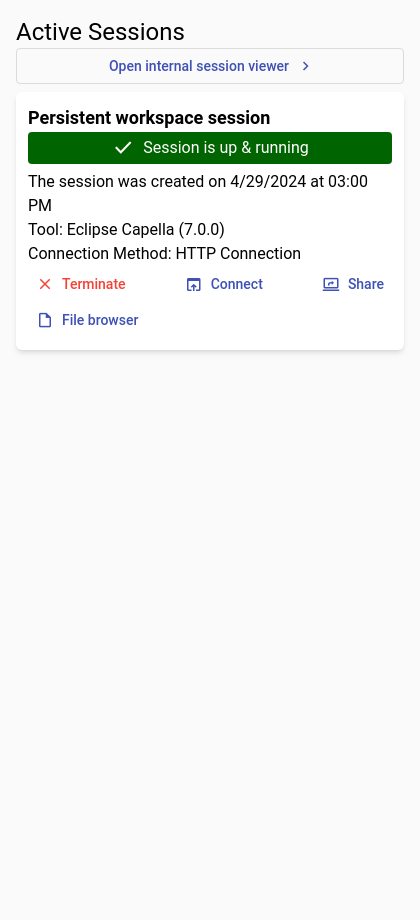 Active Sessions
Open internal session viewer
Persistent workspace session
Session is up & running
The session was created on 4/29/2024 at 03:00
PM
Tool: Eclipse Capella (7.0.0)
Connection Method: HTTP Connection
Terminate Connect Share
File browser